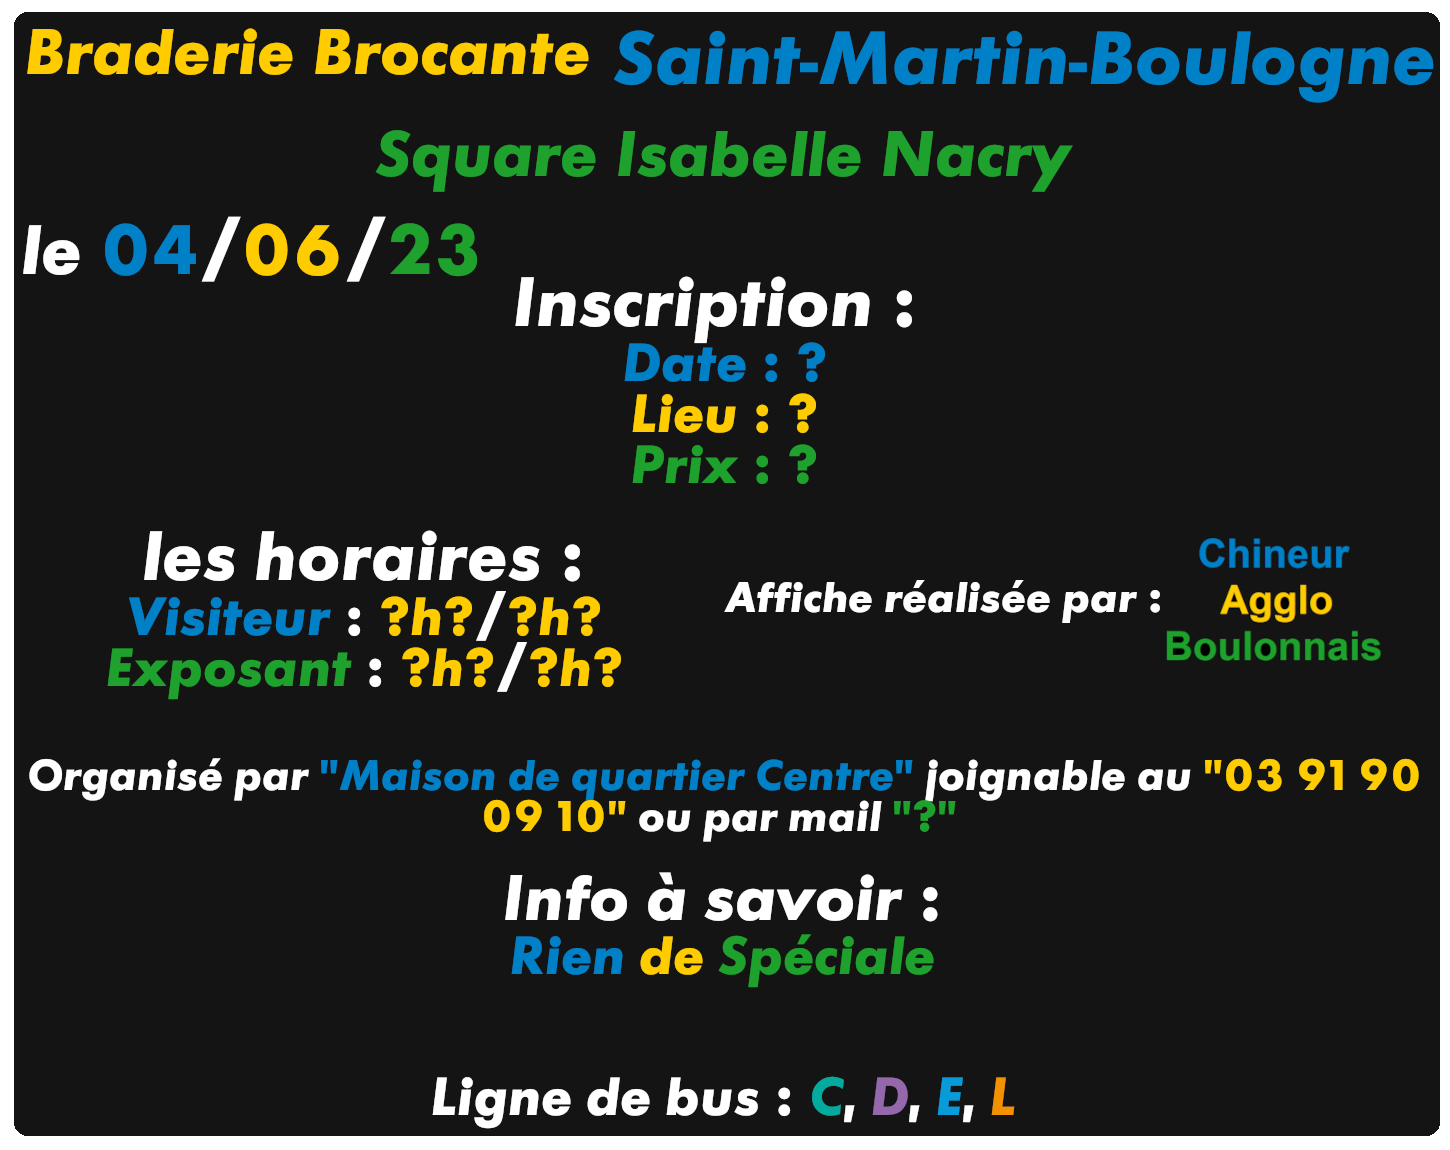 Braderie Brocante Saint-Martin-Boulogne
Square Isabelle Nacry
le 04/06/23
Inscription :
Date : ?
Lieu : ?
Prix : ?
les horaires :
Visiteur : ?h?/?h?
Exposant : ?h?/?h?
Affiche réalisée par :
Chineur
Agglo
Boulonnais
Organisé par "Maison de quartier Centre" joignable au "03 91 90
09 10" ou par mail "?"
Info à savoir :
Rien de Spéciale
Ligne de bus : C, D, E, L